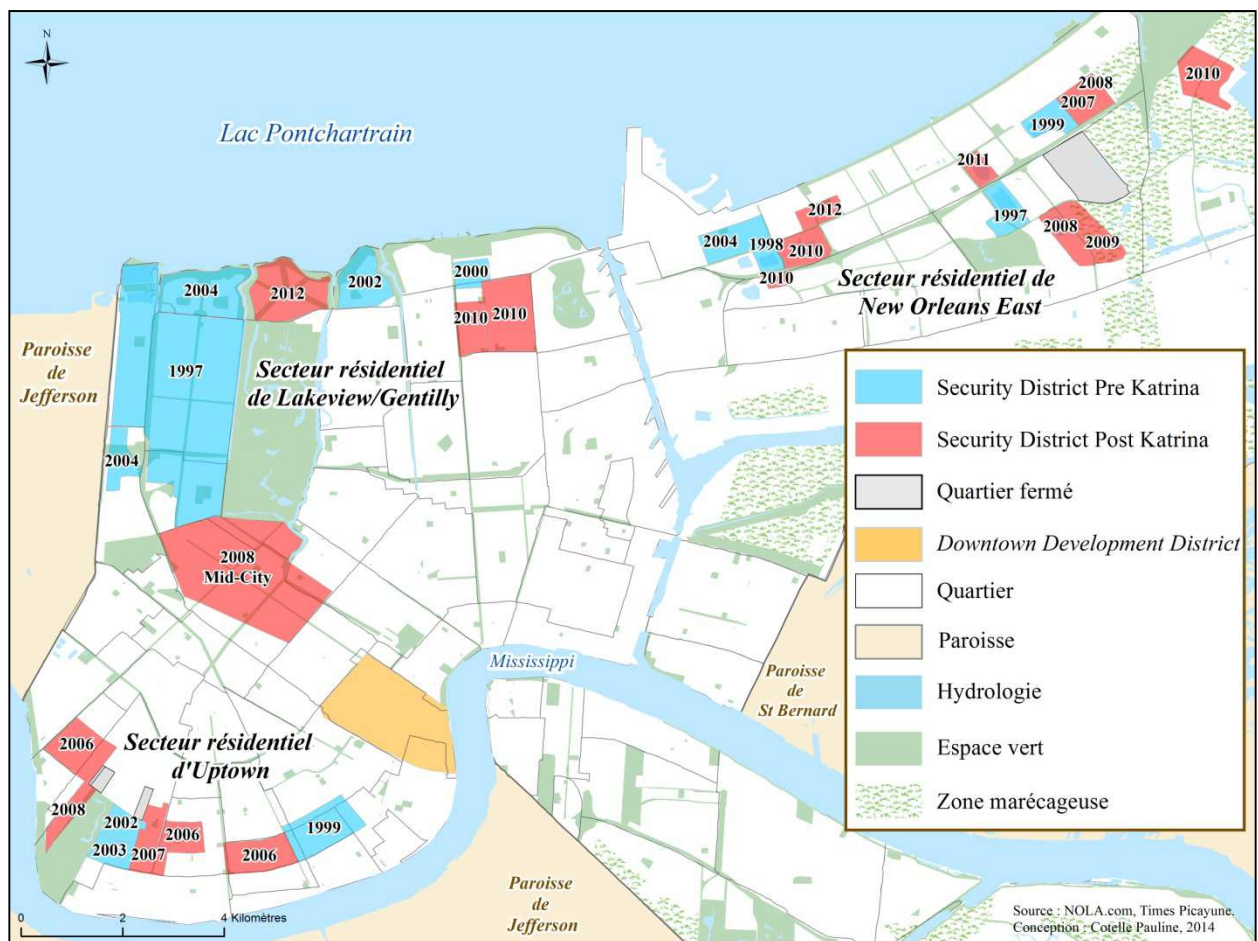 N
Lac Pontchartrain
2010
2008
2007
1999
2011
1997
2008
2009
2012
2004
1998
2010
2010
Secteur résidentiel de
New Orleans East
2004
2012
2002
2000
2010
2010
Paroisse
de
Jefferson
1997
Secteur résidentiel
de Lakeview/Gentilly
2004
2008
Mid-City
Mississippi
Paroisse
de
St Bernard
Secteur résidentiel
d'Uptown
2006
2008
2002
2003
2007
2006
2006
1999
Paroisse
de
Jefferson
0
2
4 Kilomètres
Security District Pre Katrina
Security District Post Katrina
Quartier fermé
Downtown Development District
Quartier
Paroisse
Hydrologie
Espace vert
Zone marécageuse
Source : NOLA.com, Times Picayune.
Conception : Cotelle Pauline, 2014